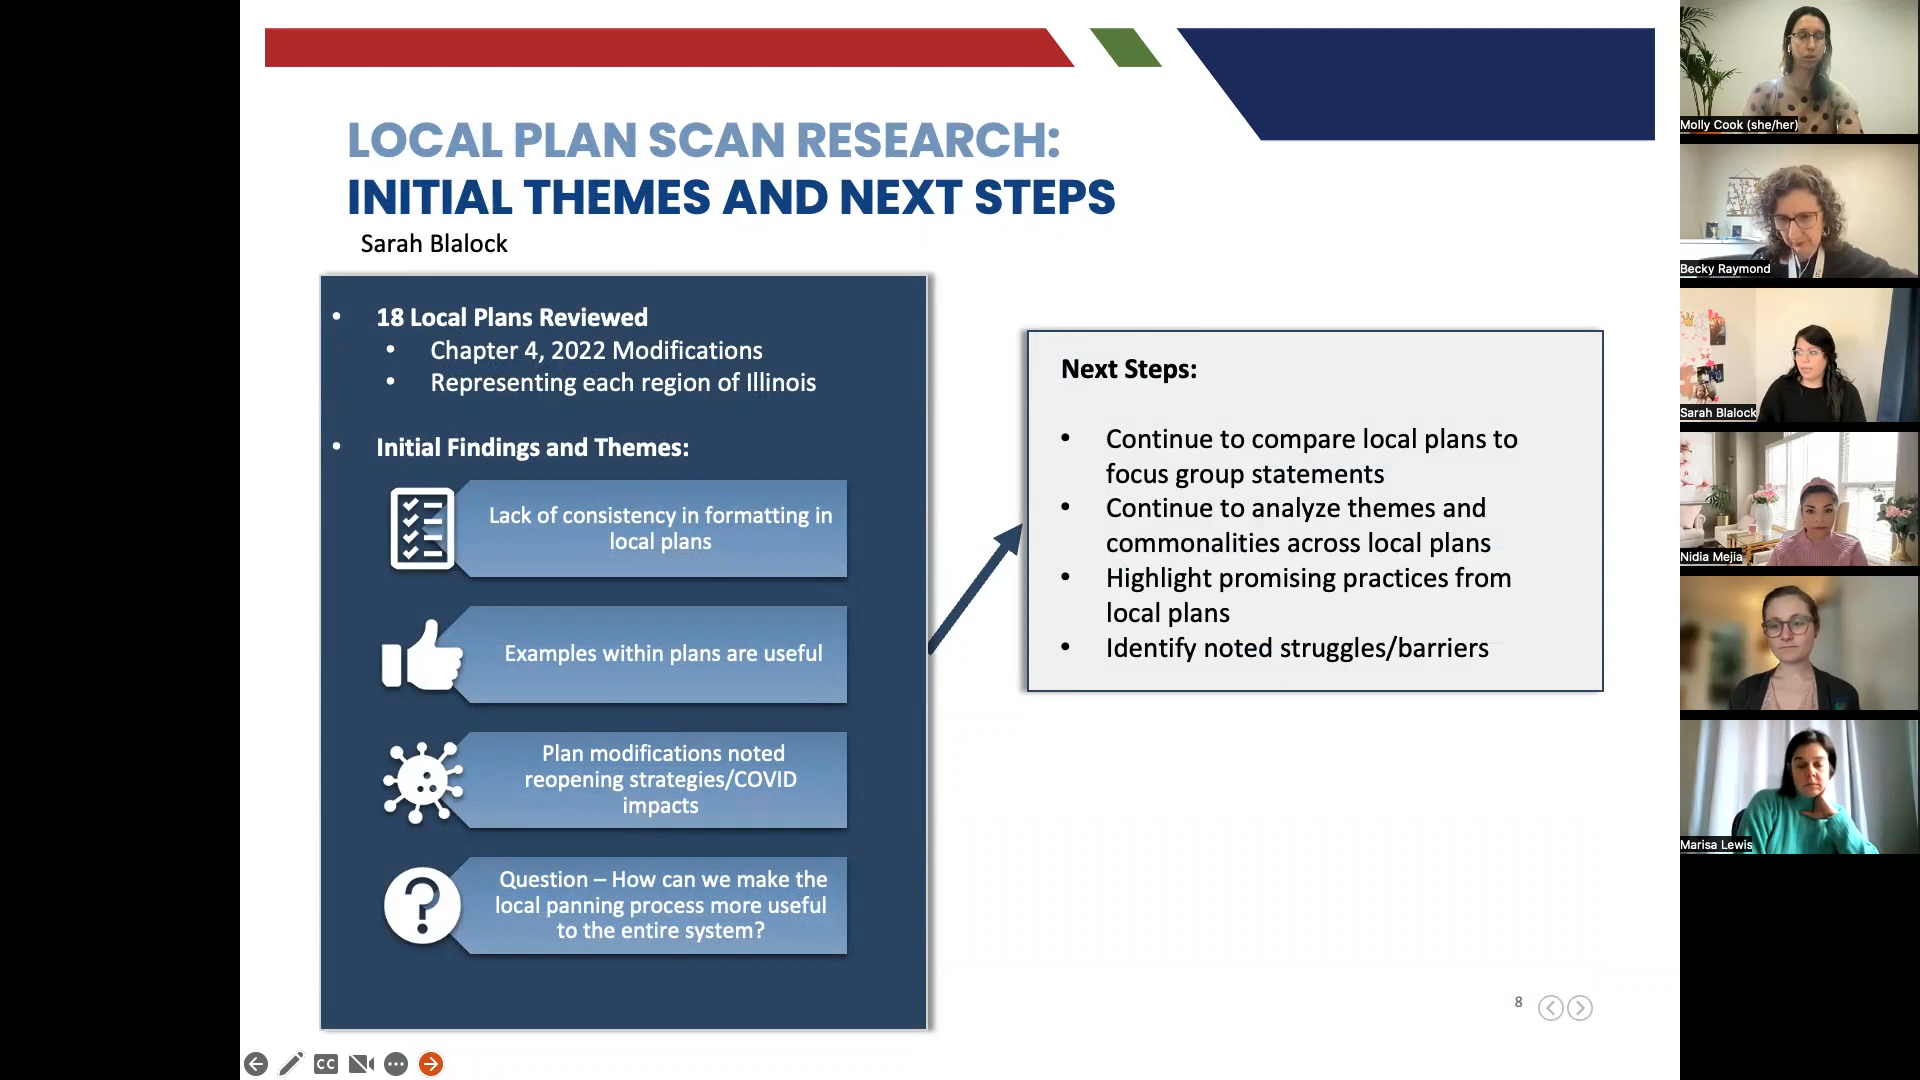 LOCAL PLAN SCAN RESEARCH:
INITIAL THEMES AND NEXT STEPS
Sarah Blalock
• 18 Local Plans Reviewed
• Chapter 4, 2022 Modifications
• Representing each region of Illinois
• Initial Findings and Themes:
Lack of consistency in formatting in
local plans
Examples within plans are useful
Plan modifications noted
reopening strategies/COVID
impacts
Question – How can we make the
local panning process more useful
to the entire system?
Next Steps:
• Continue to compare local plans to
focus group statements
• Continue to analyze themes and
commonalities across local plans
• Highlight promising practices from
local plans
• Identify noted struggles/barriers
8
CC
Molly Cook (she/her)
Becky Raymond
Sarah Blalock
Nidia Mejia
Marisa Lewis